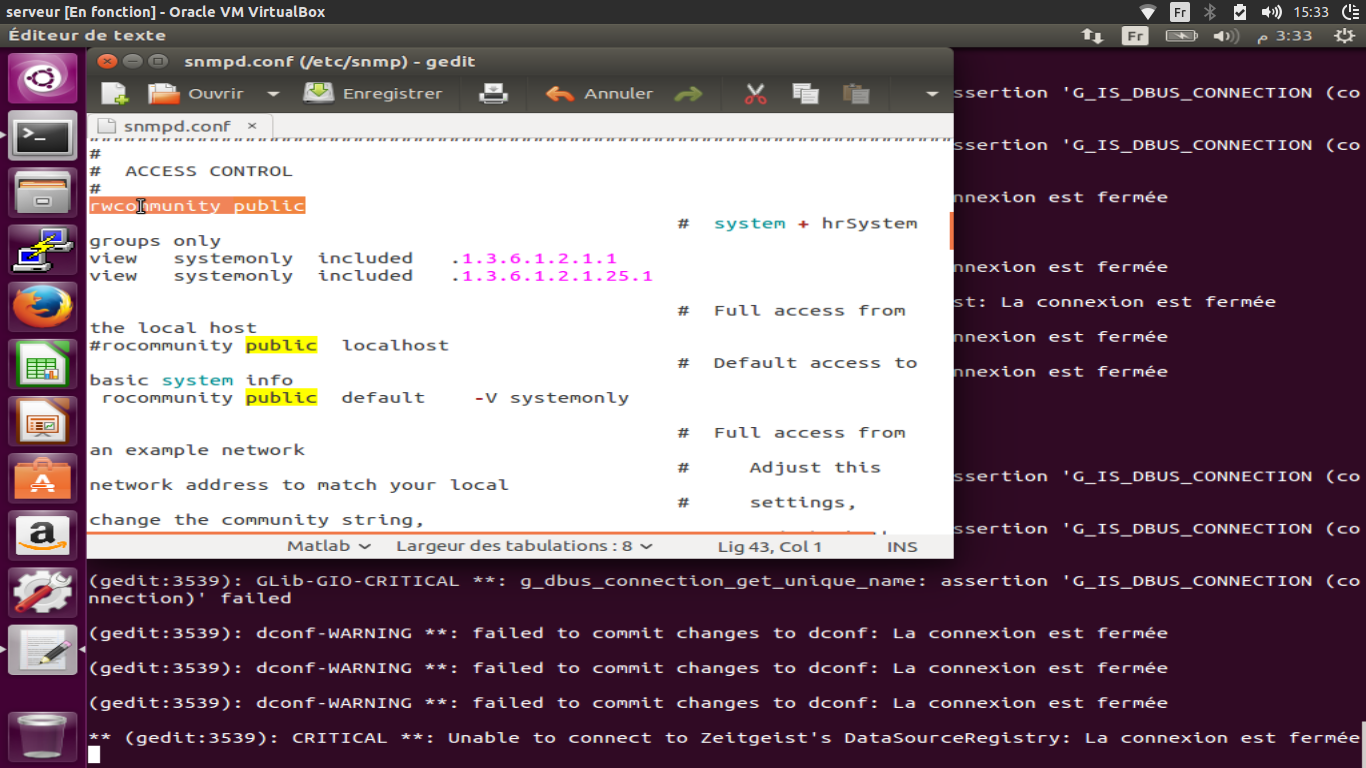 serveur [En fonction] - Oracle VM VirtualBox
Fr
15:33
Éditeur de texte
Fr
3:33 م
snmpd.conf (/etc/snmp) - gedit
Ouvrir
Enregistrer
Annuler
snmpd.conf ×
#
#  ACCESS CONTROL
#
rwcommunity public
#  system + hrSystem
groups only
view   systemonly  included   .1.3.6.1.2.1.1
view   systemonly  included   .1.3.6.1.2.1.25.1
#  Full access from
the local host
#rocommunity public  localhost
#  Default access to
basic system info
rocommunity public  default    -V systemonly
#  Full access from
an example network
#     Adjust this
network address to match your local
#     settings,
change the community string,
Matlab
Largeur des tabulations : 8
Lig 43, Col 1
INS
ssertion 'G_IS_DBUS_CONNECTION (co
ssertion 'G_IS_DBUS_CONNECTION (co
nnexion est fermée
nnexion est fermée
st: La connexion est fermée
nnexion est fermée
nnexion est fermée
ssertion 'G_IS_DBUS_CONNECTION (co
ssertion 'G_IS_DBUS_CONNECTION (co
(gedit:3539): GLib-GIO-CRITICAL **: g_dbus_connection_get_unique_name: assertion 'G_IS_DBUS_CONNECTION (co
nnection)' failed
(gedit:3539): dconf-WARNING **: failed to commit changes to dconf: La connexion est fermée
(gedit:3539): dconf-WARNING **: failed to commit changes to dconf: La connexion est fermée
(gedit:3539): dconf-WARNING **: failed to commit changes to dconf: La connexion est fermée
** (gedit:3539): CRITICAL **: Unable to connect to Zeitgeist's DataSourceRegistry: La connexion est fermée